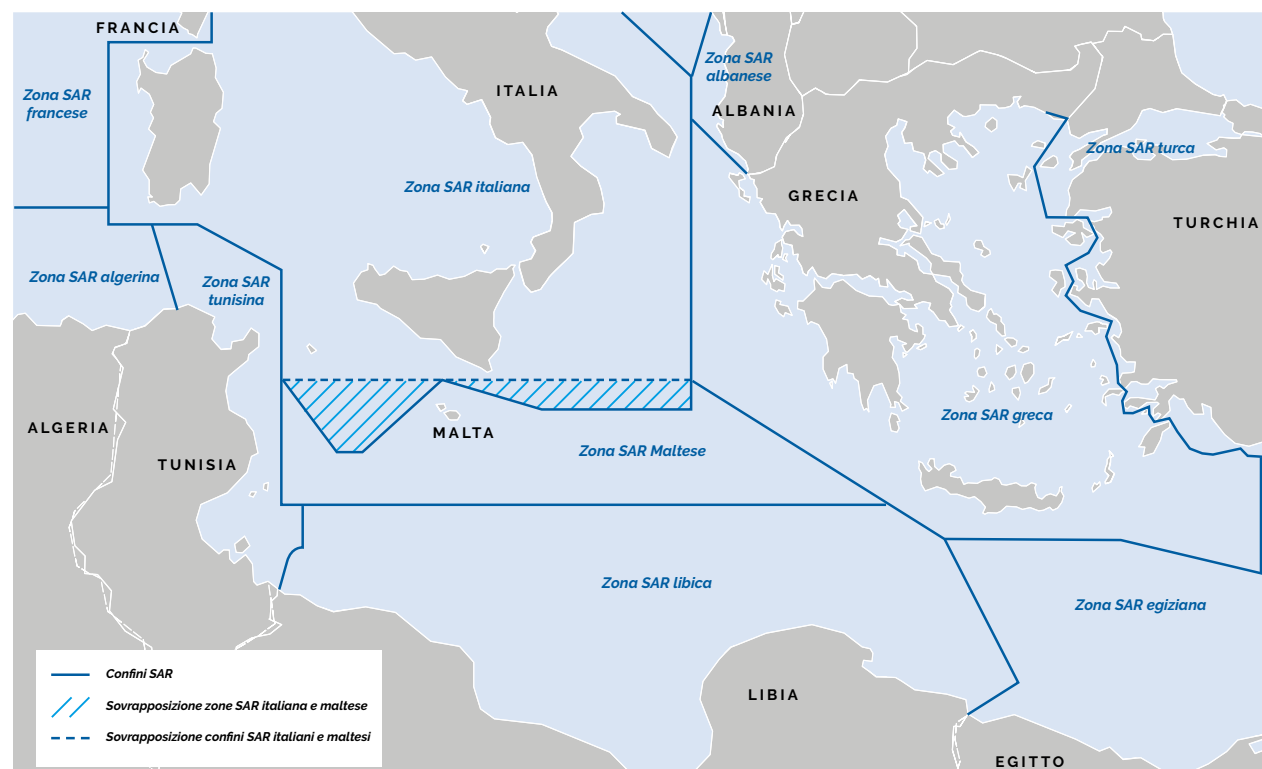 FRANCIA
Zona SAR
francese
ITALIA
Zona SAR
albanese
ALBANIA
Zona SAR turca
Zona SAR italiana
GRECIA
TURCHIA
Zona SAR algerina
Zona SAR
tunisina
ALGERIA
TUNISIA
MALTA
Zona SAR greca
Zona SAR Maltese
Zona SAR libica
Zona SAR egiziana
LIBIA
EGITTO
Confini SAR
Sovrapposizione zone SAR italiana e maltese
Sovrapposizione confini SAR italiani e maltesi